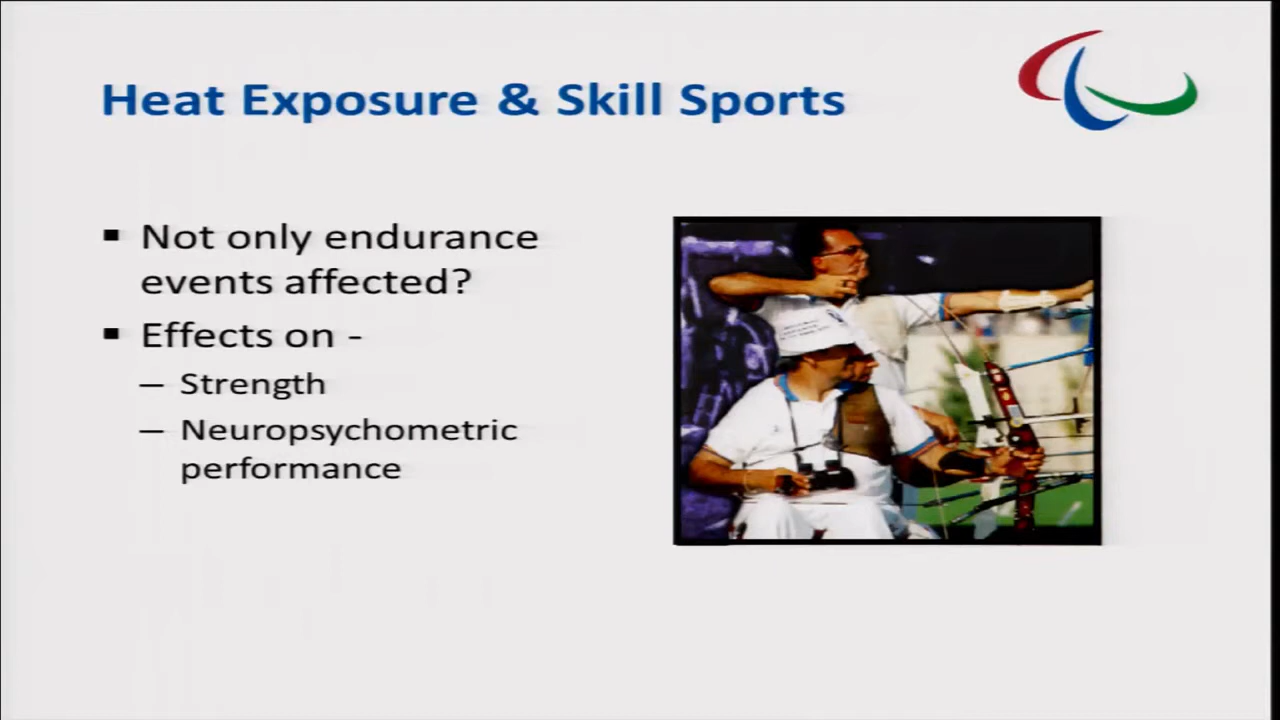 Heat Exposure & Skill Sports
▪ Not only endurance
events affected?
▪ Effects on -
– Strength
– Neuropsychometric
performance